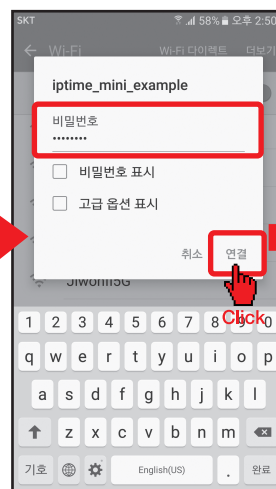 SKT 58% 오후 2:50
Wi-Fi Wi-Fi 다이렉트 더보기
iptime_mini_example
비밀번호
••••••••
비밀번호 표시
고급 옵션 표시
취소 연결
Jiwonii5G
Click
1 2 3 4 5 6 7 8 9 0
q w e r t y u i o p
a s d f g h j k l
z x c v b n m
기호 English(US) . 완료